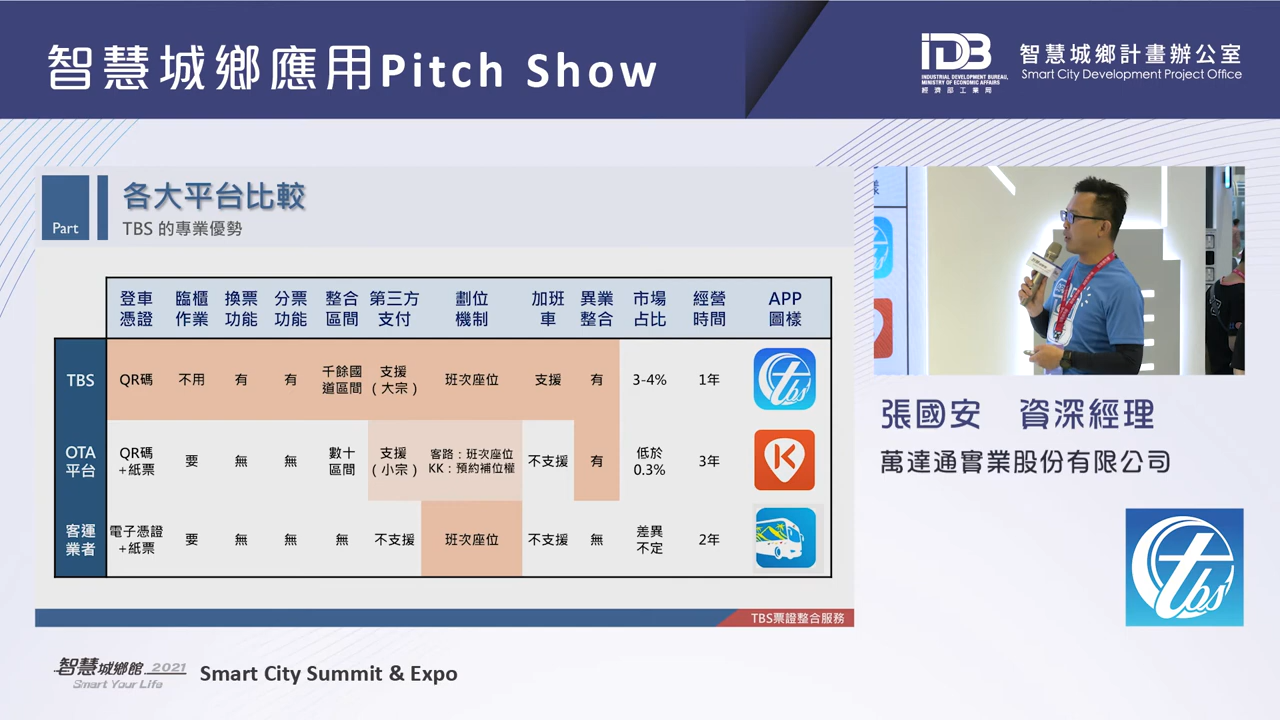 智慧城鄉應用Pitch Show
iDB
INDUSTRIAL DEVELOPMENT BUREAU,
MINISTRY OF ECONOMIC AFFAIRS
經濟部工業局
智慧城鄉計畫辦公室
Smart City Development Project Office
Part
各大平台比較
TBS 的專業優勢
登車憑證 臨櫃作業 換票功能 分票功能 整合區間 第三方支付 劃位機制 加班車 異業整合 市場占比 經營時間 APP圖樣
TBS QR碼 不用 有 有 千餘國道區間 支援(大宗) 班次座位 支援 有 3-4% 1年 tbs
OTA平台 QR碼+紙票 要 無 無 數十區間 支援(小宗) 客路：班次座位 KK：預約補位權 不支援 有 低於0.3% 3年 K
客運業者 電子憑證+紙票 要 無 無 無 不支援 班次座位 不支援 無 差異不定 2年
TBS票證整合服務
張國安 資深經理
萬達通實業股份有限公司
tbs
智慧城鄉館 2021
Smart Your Life
Smart City Summit & Expo